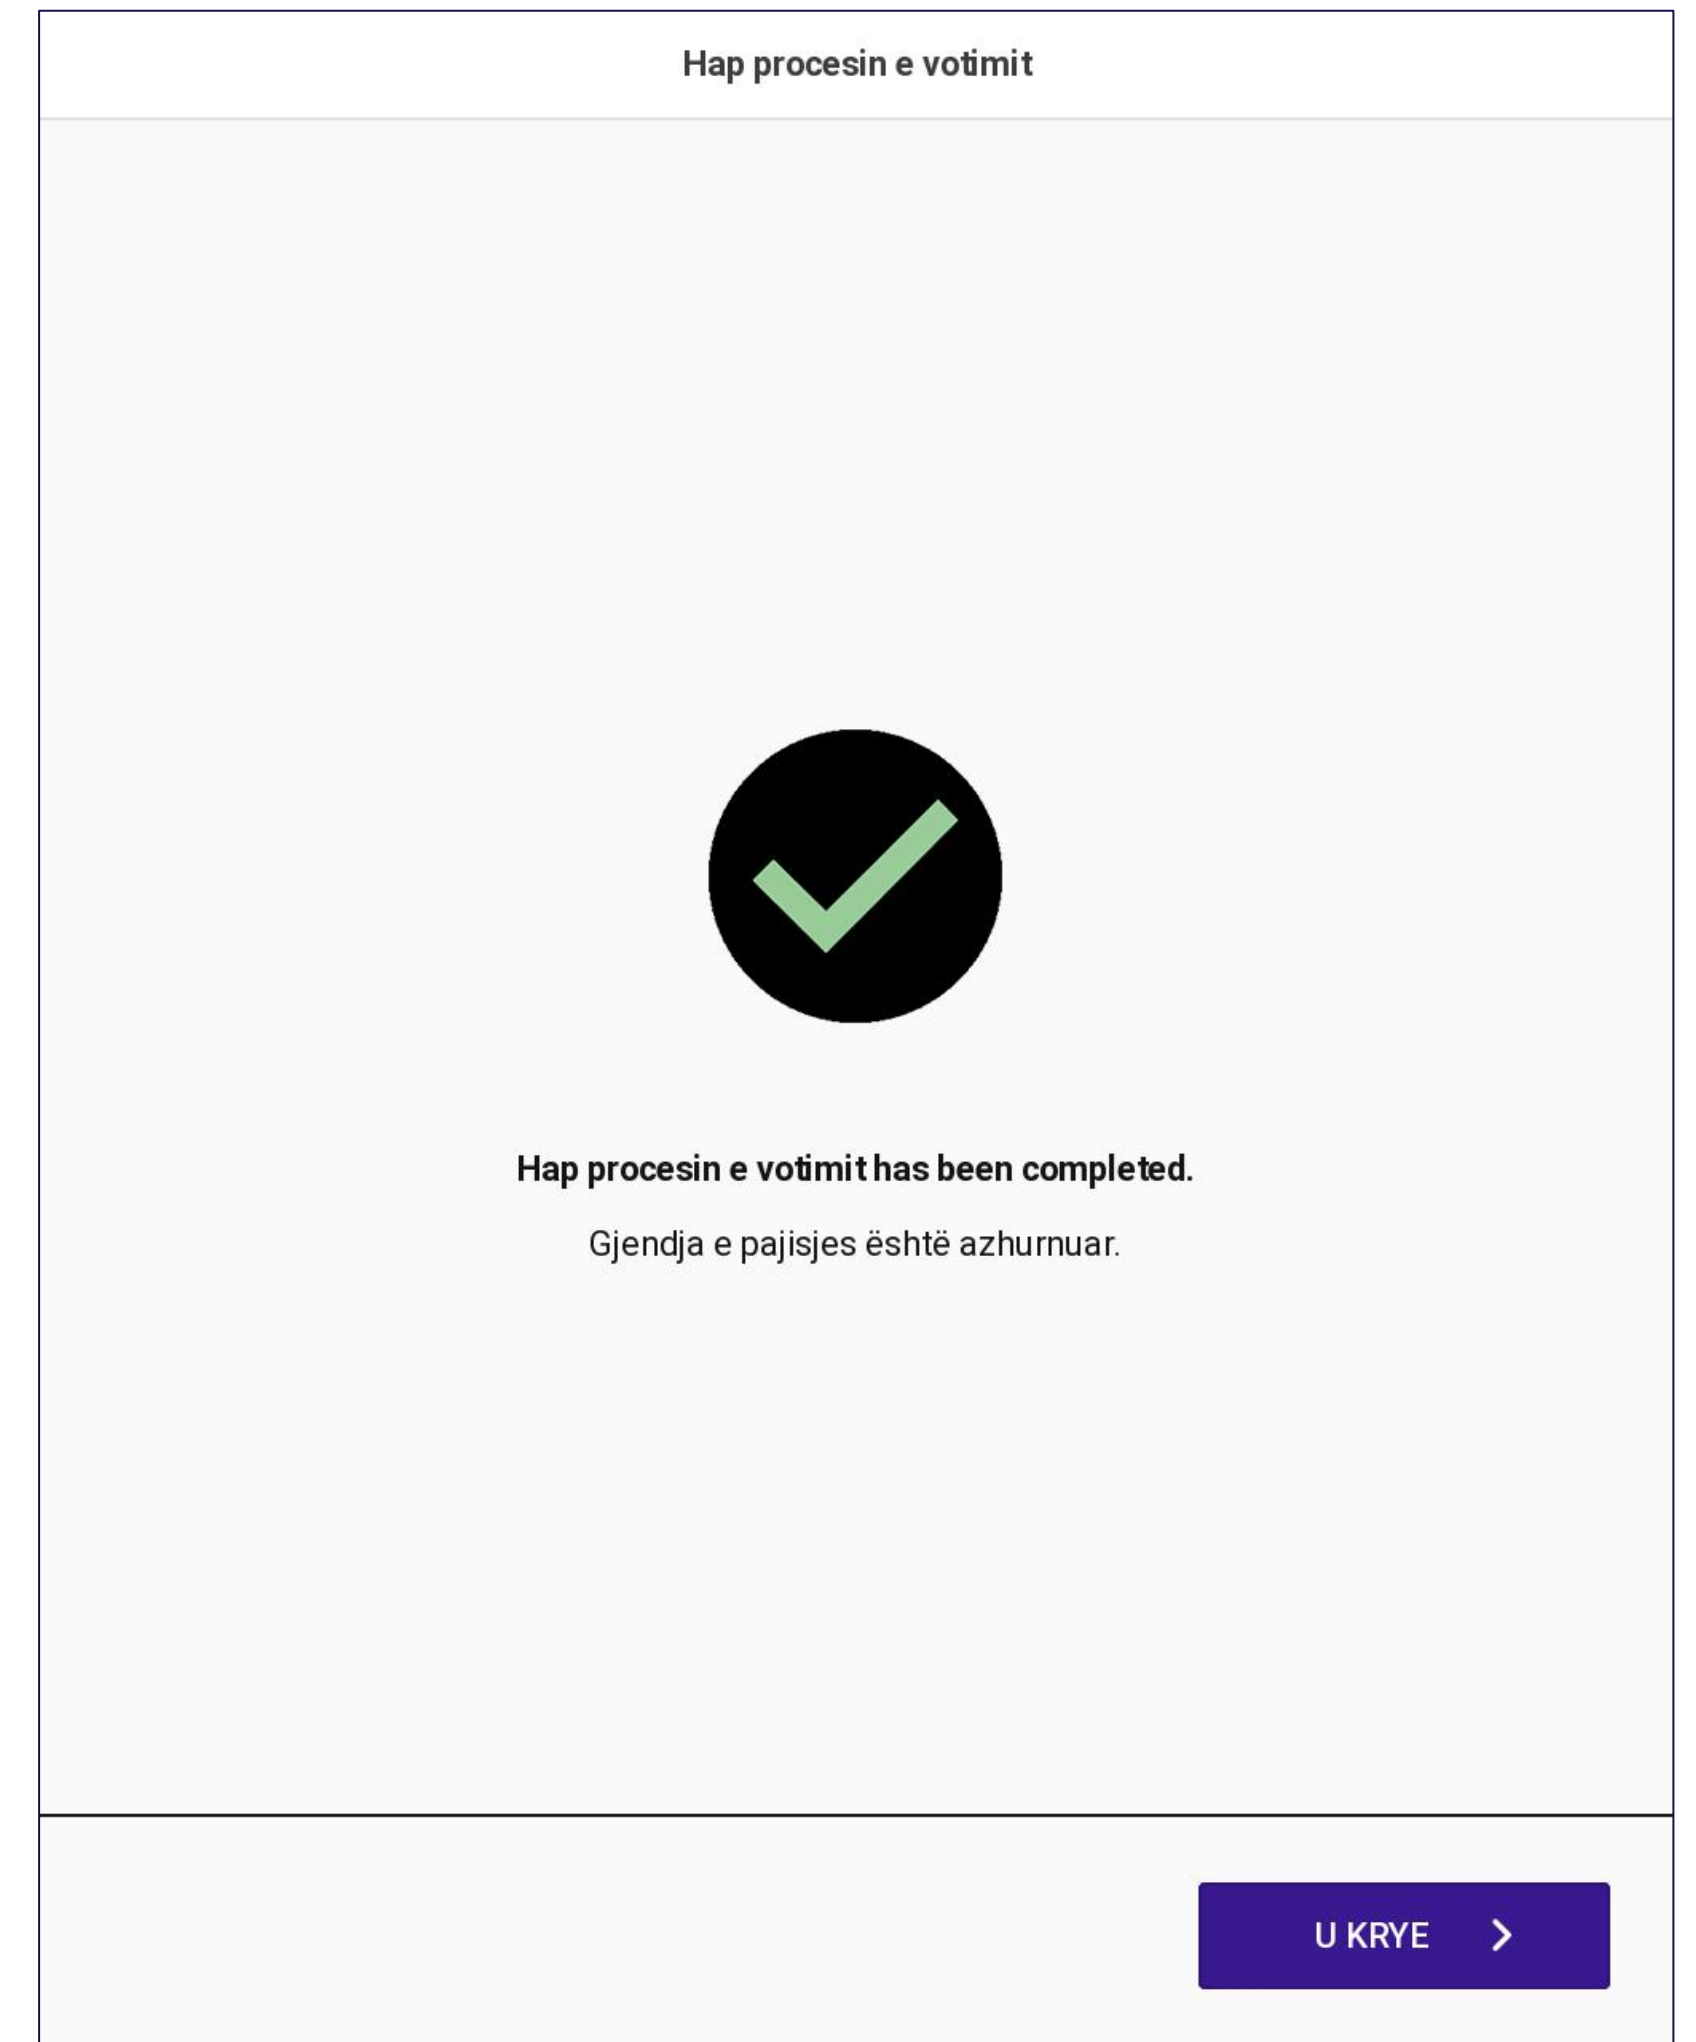 Hap procesin e votimit
Hap procesin e votimit has been completed.
Gjendja e pajisjes është azhurnuar.
U KRYE